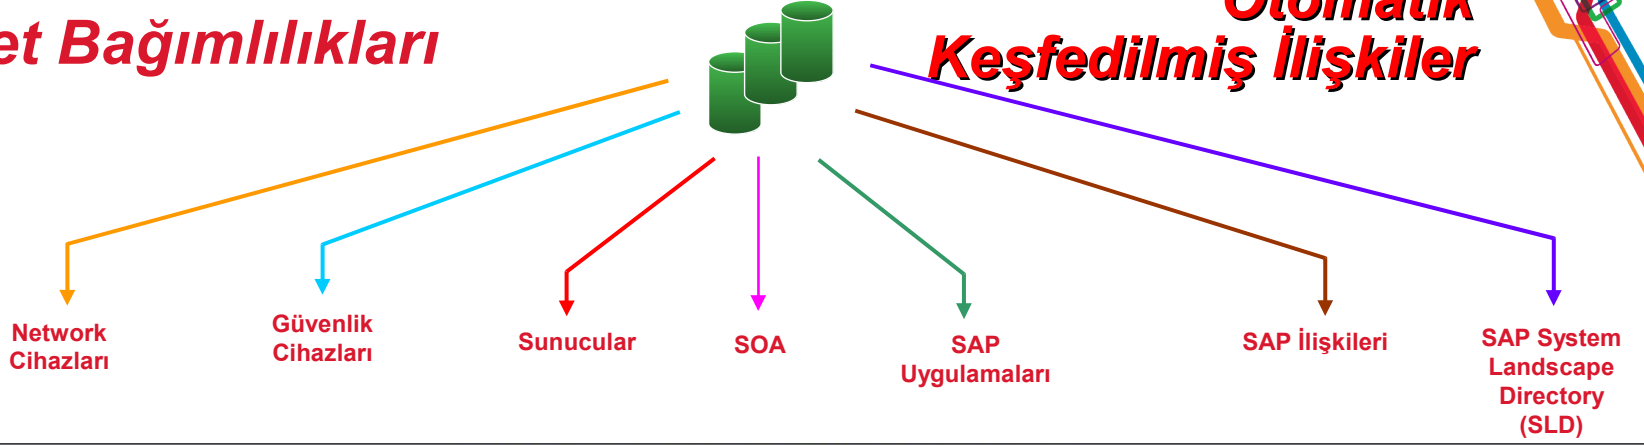 et Bağımlılıkları
Otomatik
Keşfedilmiş İlişkiler
Network
Cihazları
Güvenlik
Cihazları
Sunucular
SOA
SAP
Uygulamaları
SAP İlişkileri
SAP System
Landscape
Directory
(SLD)